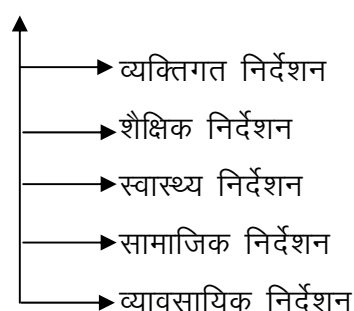 व्यक्तिगत निर्देशन
शैक्षिक निर्देशन
स्वास्थ्य निर्देशन
सामाजिक निर्देशन
व्यावसायिक निर्देशन